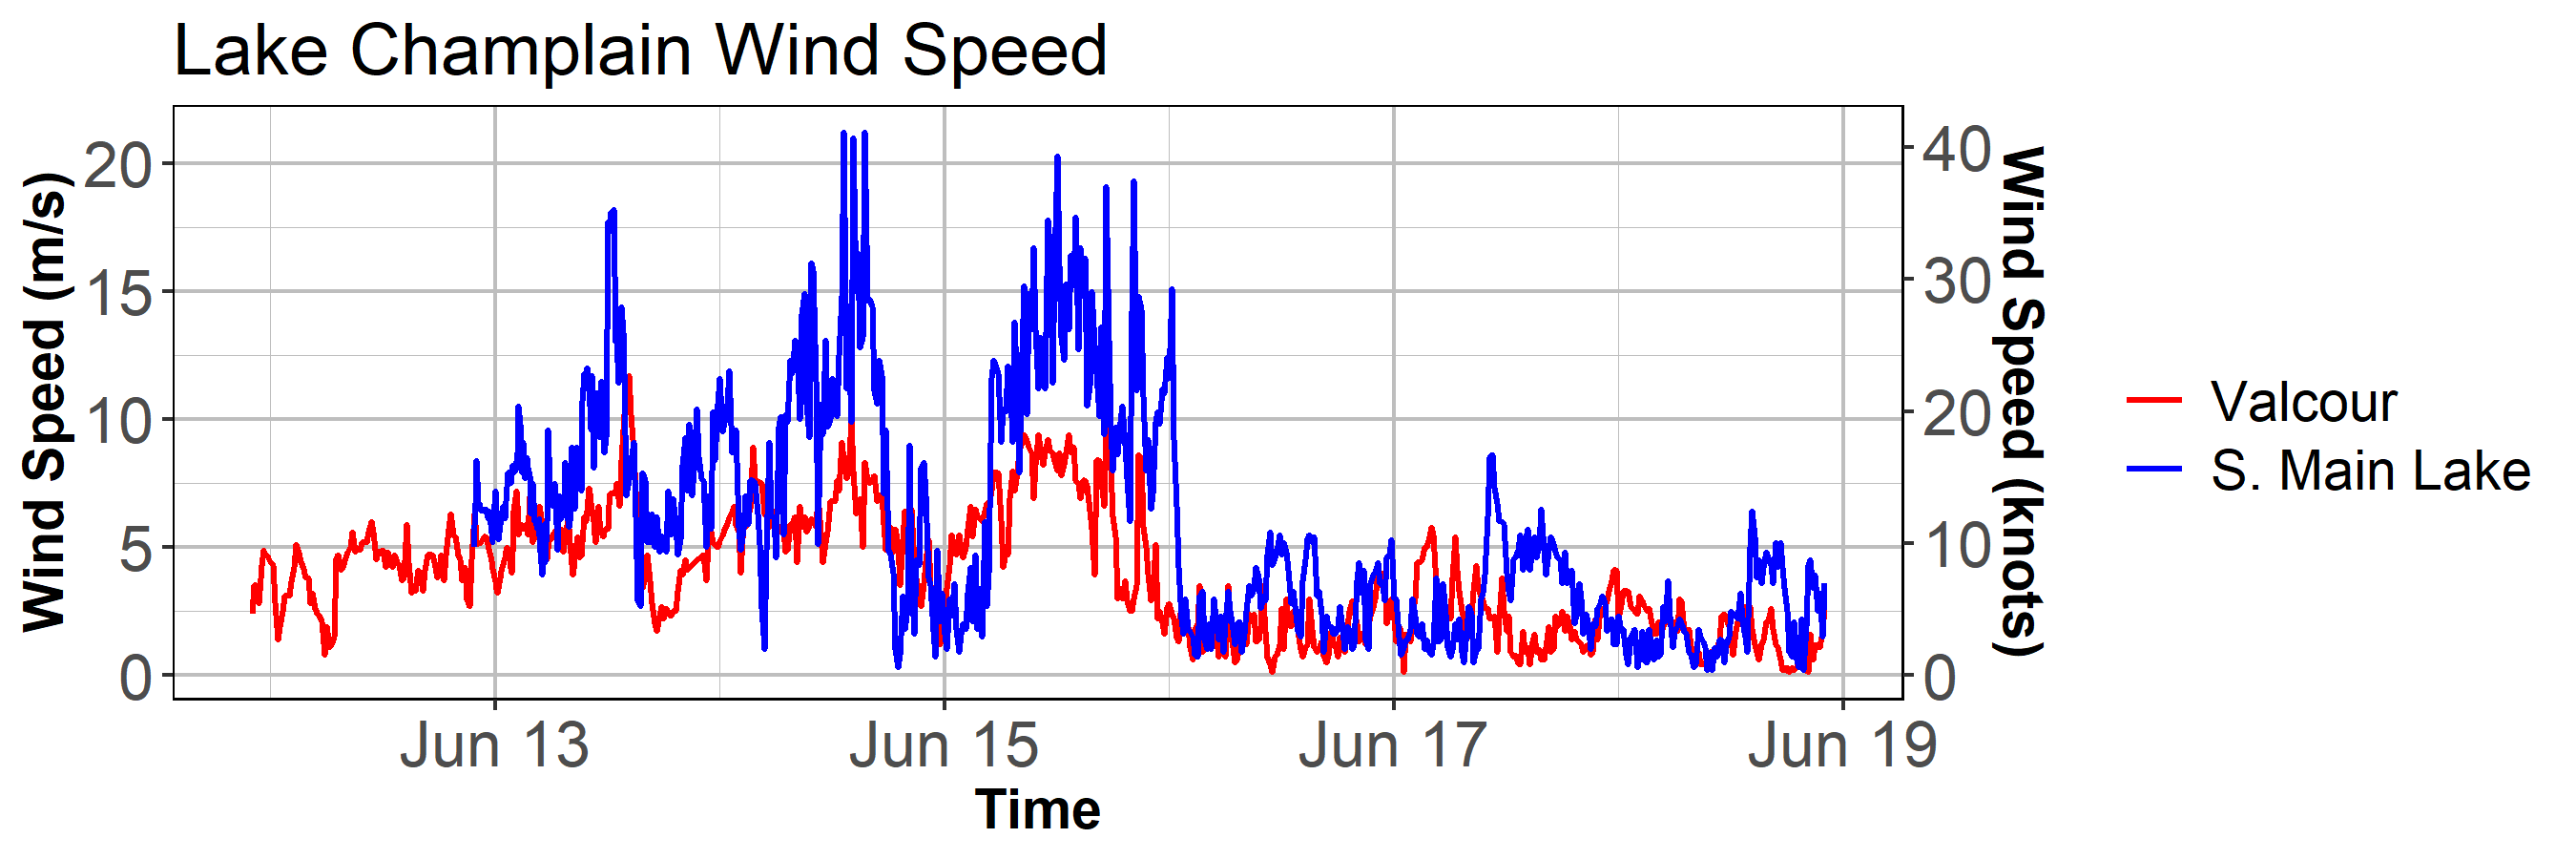 Lake Champlain Wind Speed
Wind Speed (m/s)
20
15
10
5
0
40
30
20
10
0
Wind Speed (knots)
Jun 13
Jun 15
Jun 17
Jun 19
Time
Valcour
S. Main Lake